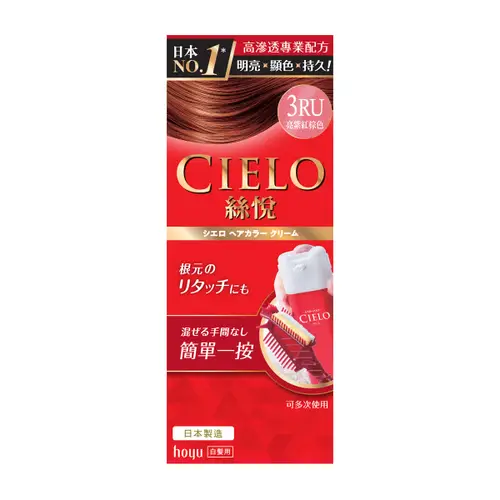 日本
NO.1*
高滲透專業配方
明亮×顯色×持久!
3RU
亮紫紅棕色
CIELO
絲悅
シエロ ヘアカラー クリーム
根元の
リタッチにも
CIELO
混ぜる手間なし
簡單一按
可多次使用
日本製造
hoyu 白髮用